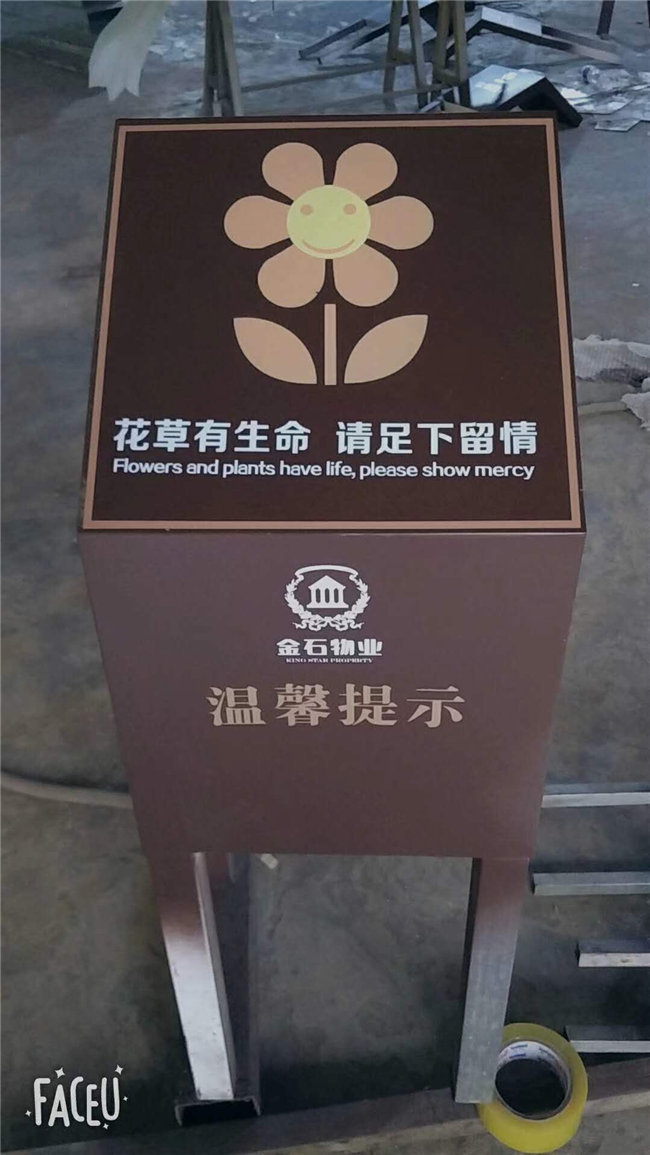 花草有生命 请足下留情
Flowers and plants have life, please show mercy
金石物业
KING STAR PROPERTY
温馨提示
FACEU